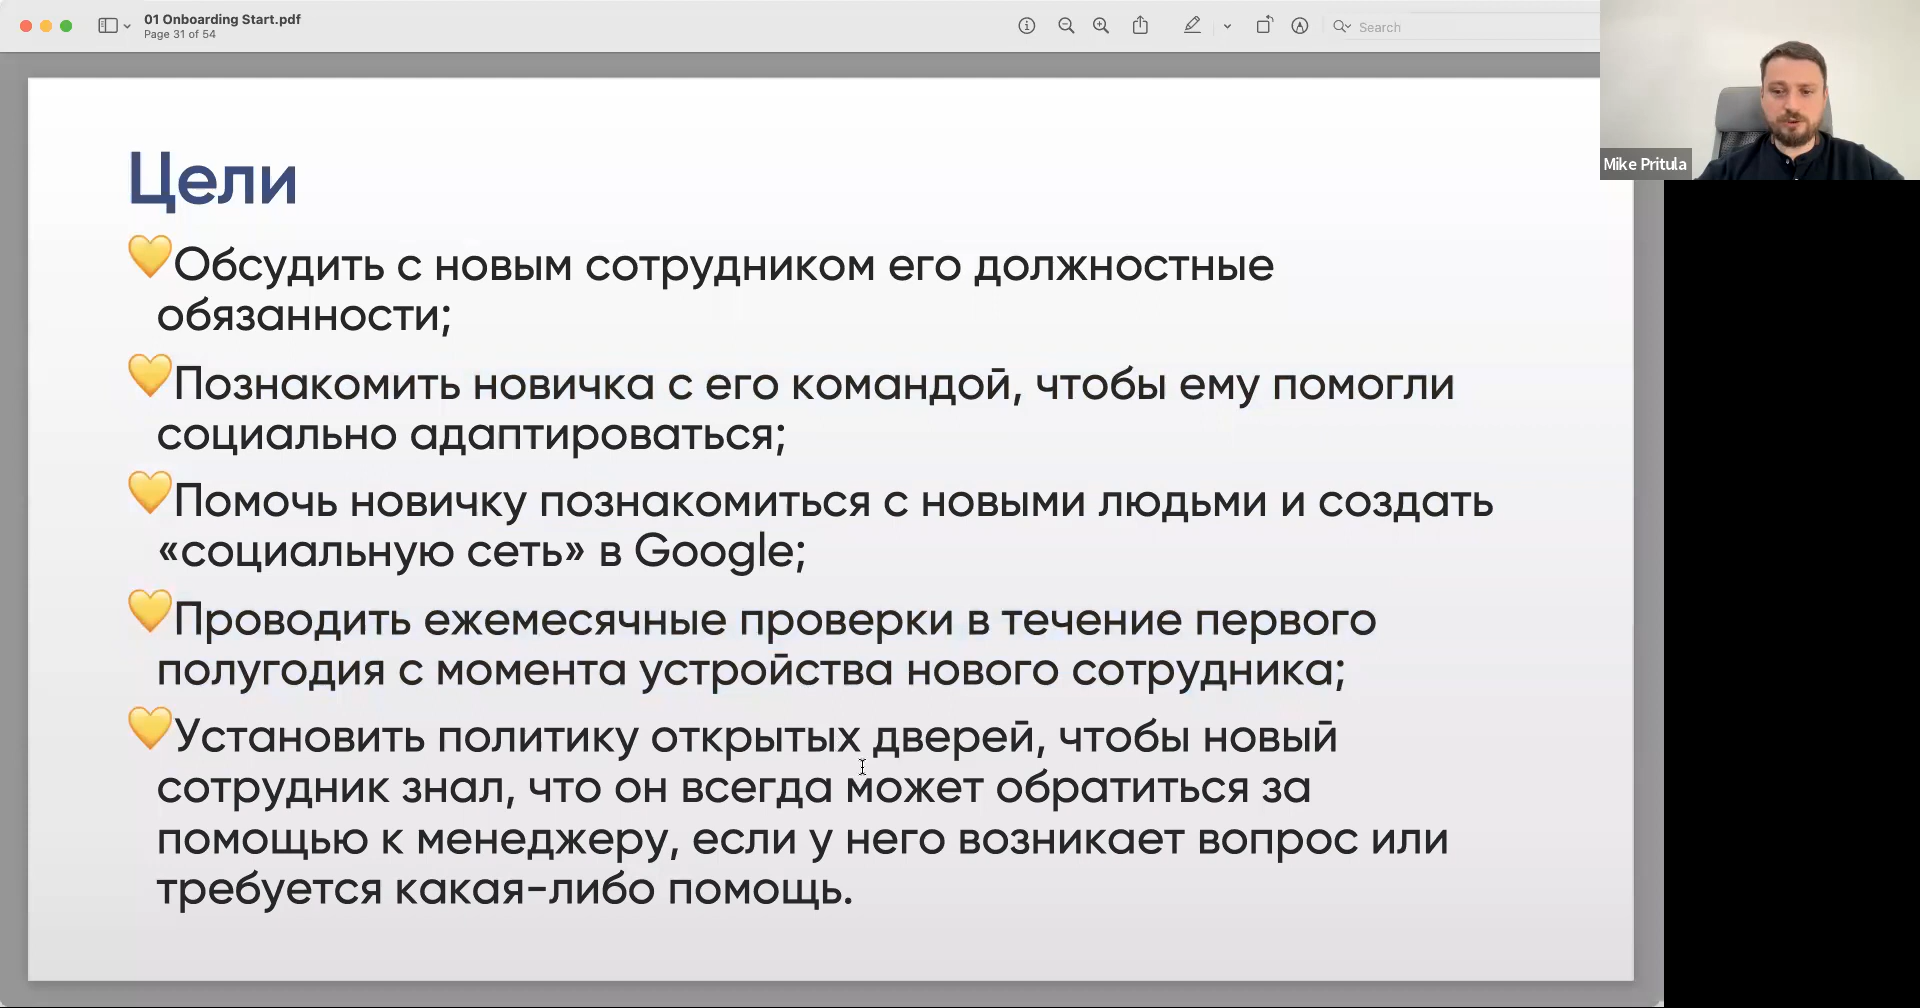 01 Onboarding Start.pdf
Page 31 of 54
Search
Mike Pritula
Цели
💛Обсудить с новым сотрудником его должностные
обязанности;
💛Познакомить новичка с его командой, чтобы ему помогли
социально адаптироваться;
💛Помочь новичку познакомиться с новыми людьми и создать
«социальную сеть» в Google;
💛Проводить ежемесячные проверки в течение первого
полугодия с момента устройства нового сотрудника;
💛Установить политику открытых дверей, чтобы новый
сотрудник знал, что он всегда может обратиться за
помощью к менеджеру, если у него возникает вопрос или
требуется какая-либо помощь.